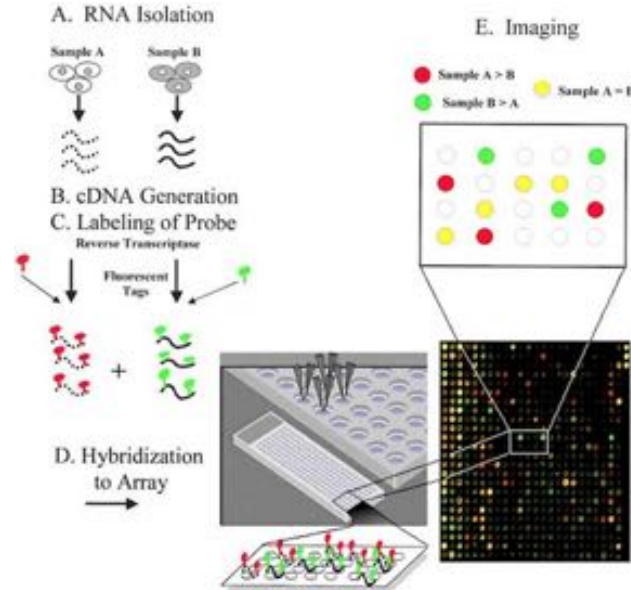 A. RNA Isolation
Sample A
Sample B
B. cDNA Generation
C. Labeling of Probe
Reverse Transcriptase
Fluorescent
Tags
+
D. Hybridization
to Array
E. Imaging
Sample A > B
Sample B > A
Sample A =